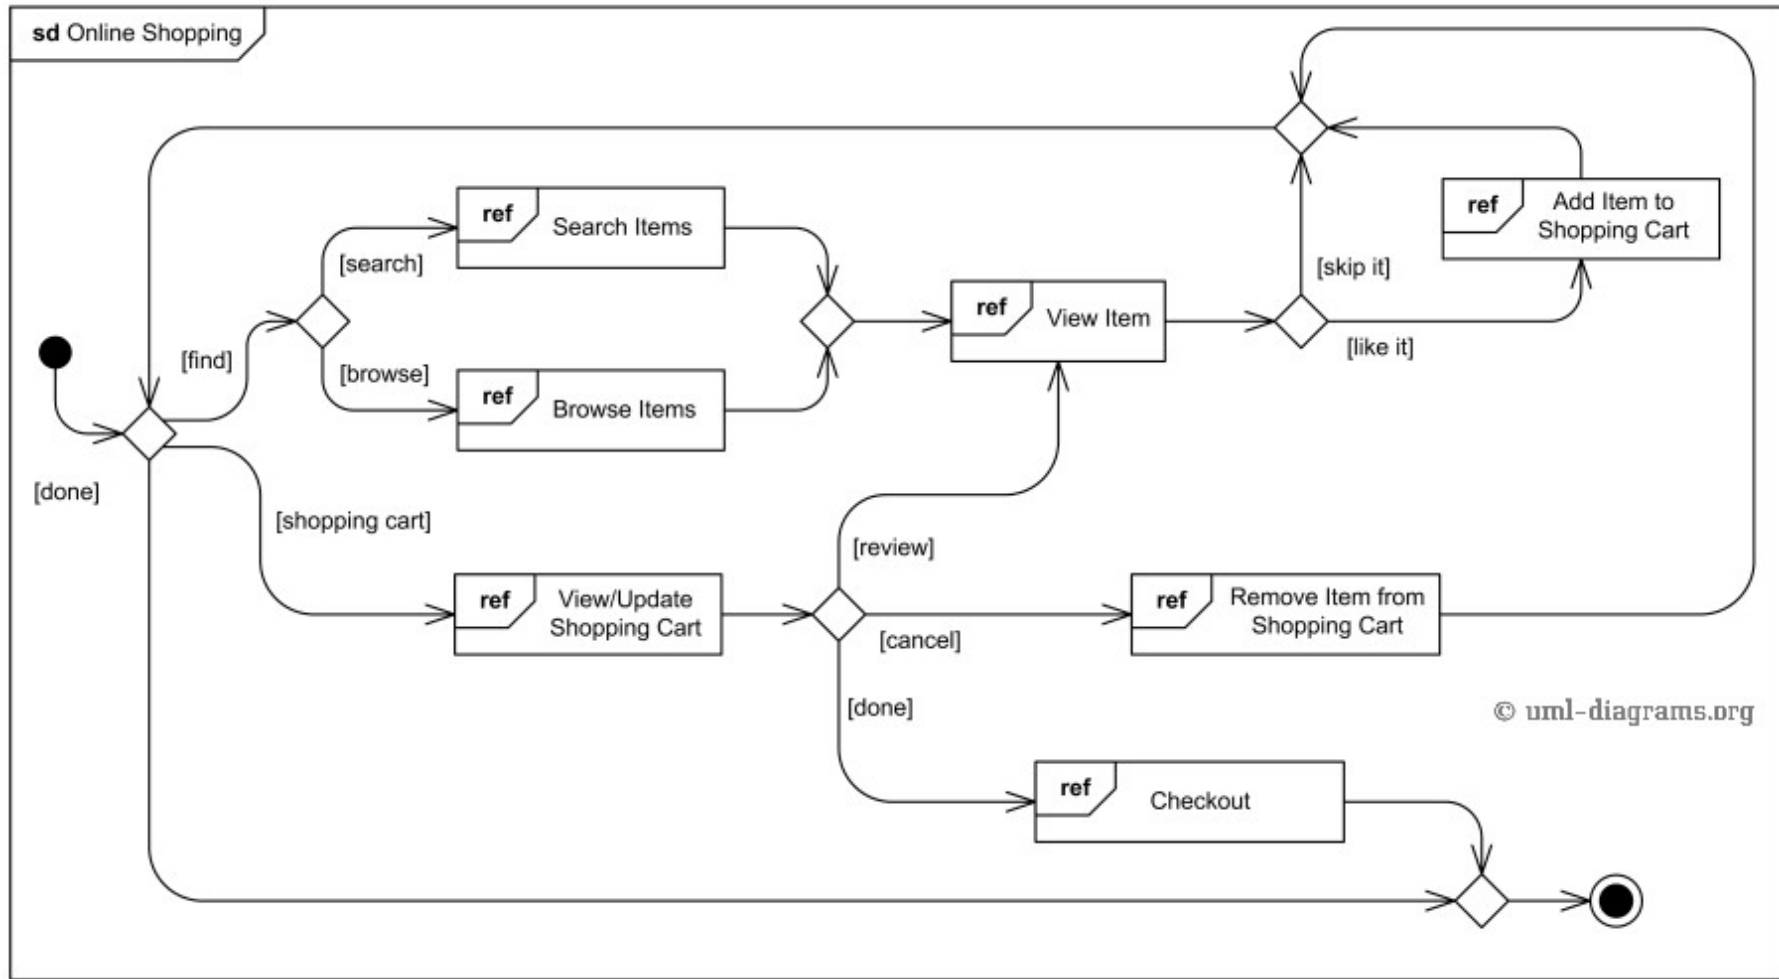 sd Online Shopping
ref
Search Items
[search]
ref
Add Item to
Shopping Cart
[skip it]
ref
View Item
[find]
[like it]
[browse]
ref
Browse Items
[done]
[shopping cart]
[review]
ref
View/Update
Shopping Cart
ref
Remove Item from
Shopping Cart
[cancel]
[done]
© uml-diagrams.org
ref
Checkout